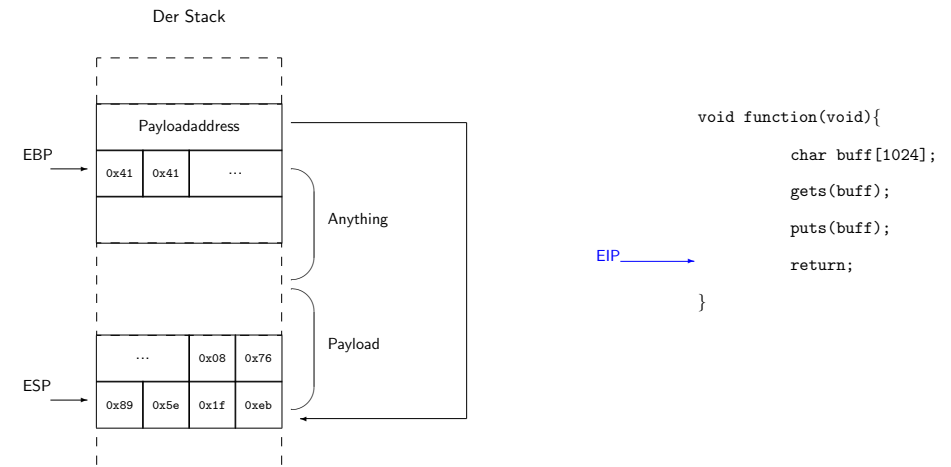 Der Stack
Payloadaddress
EBP
0x41 0x41 ...
Anything
Payload
... 0x08 0x76
ESP
0x89 0x5e 0x1f 0xeb
void function(void){
char buff[1024];
gets(buff);
puts(buff);
EIP
return;
}